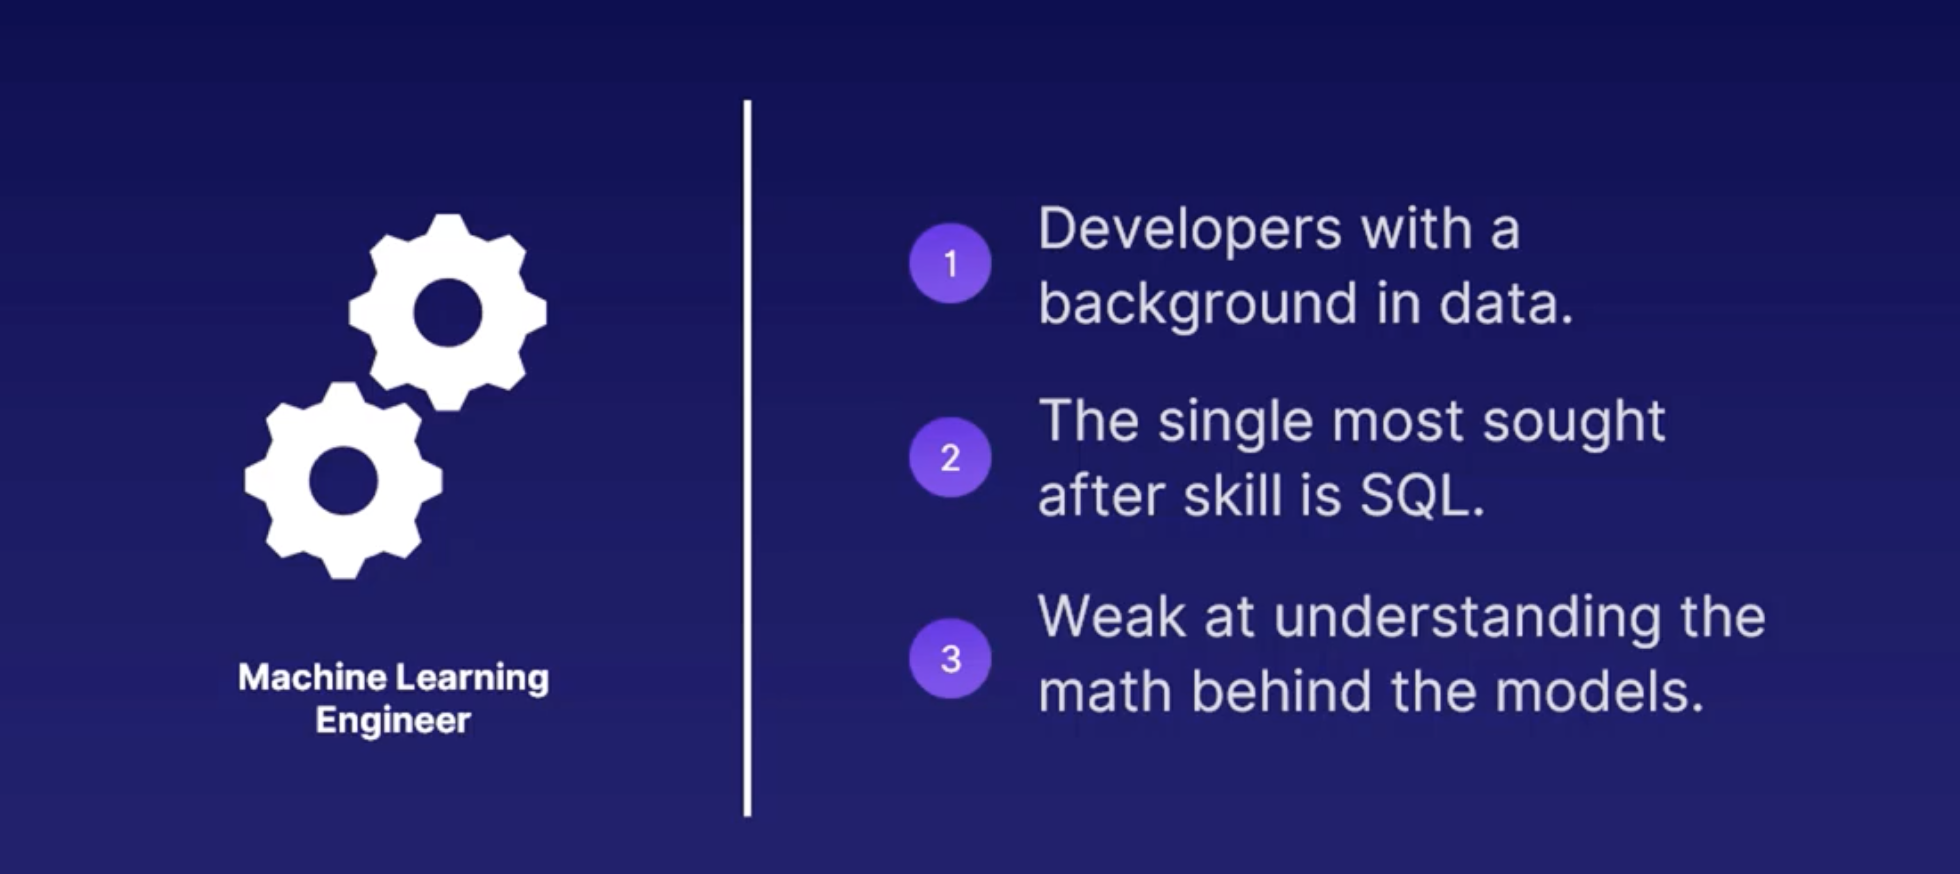 Machine Learning
Engineer
1
Developers with a
background in data.
2
The single most sought
after skill is SQL.
3
Weak at understanding the
math behind the models.